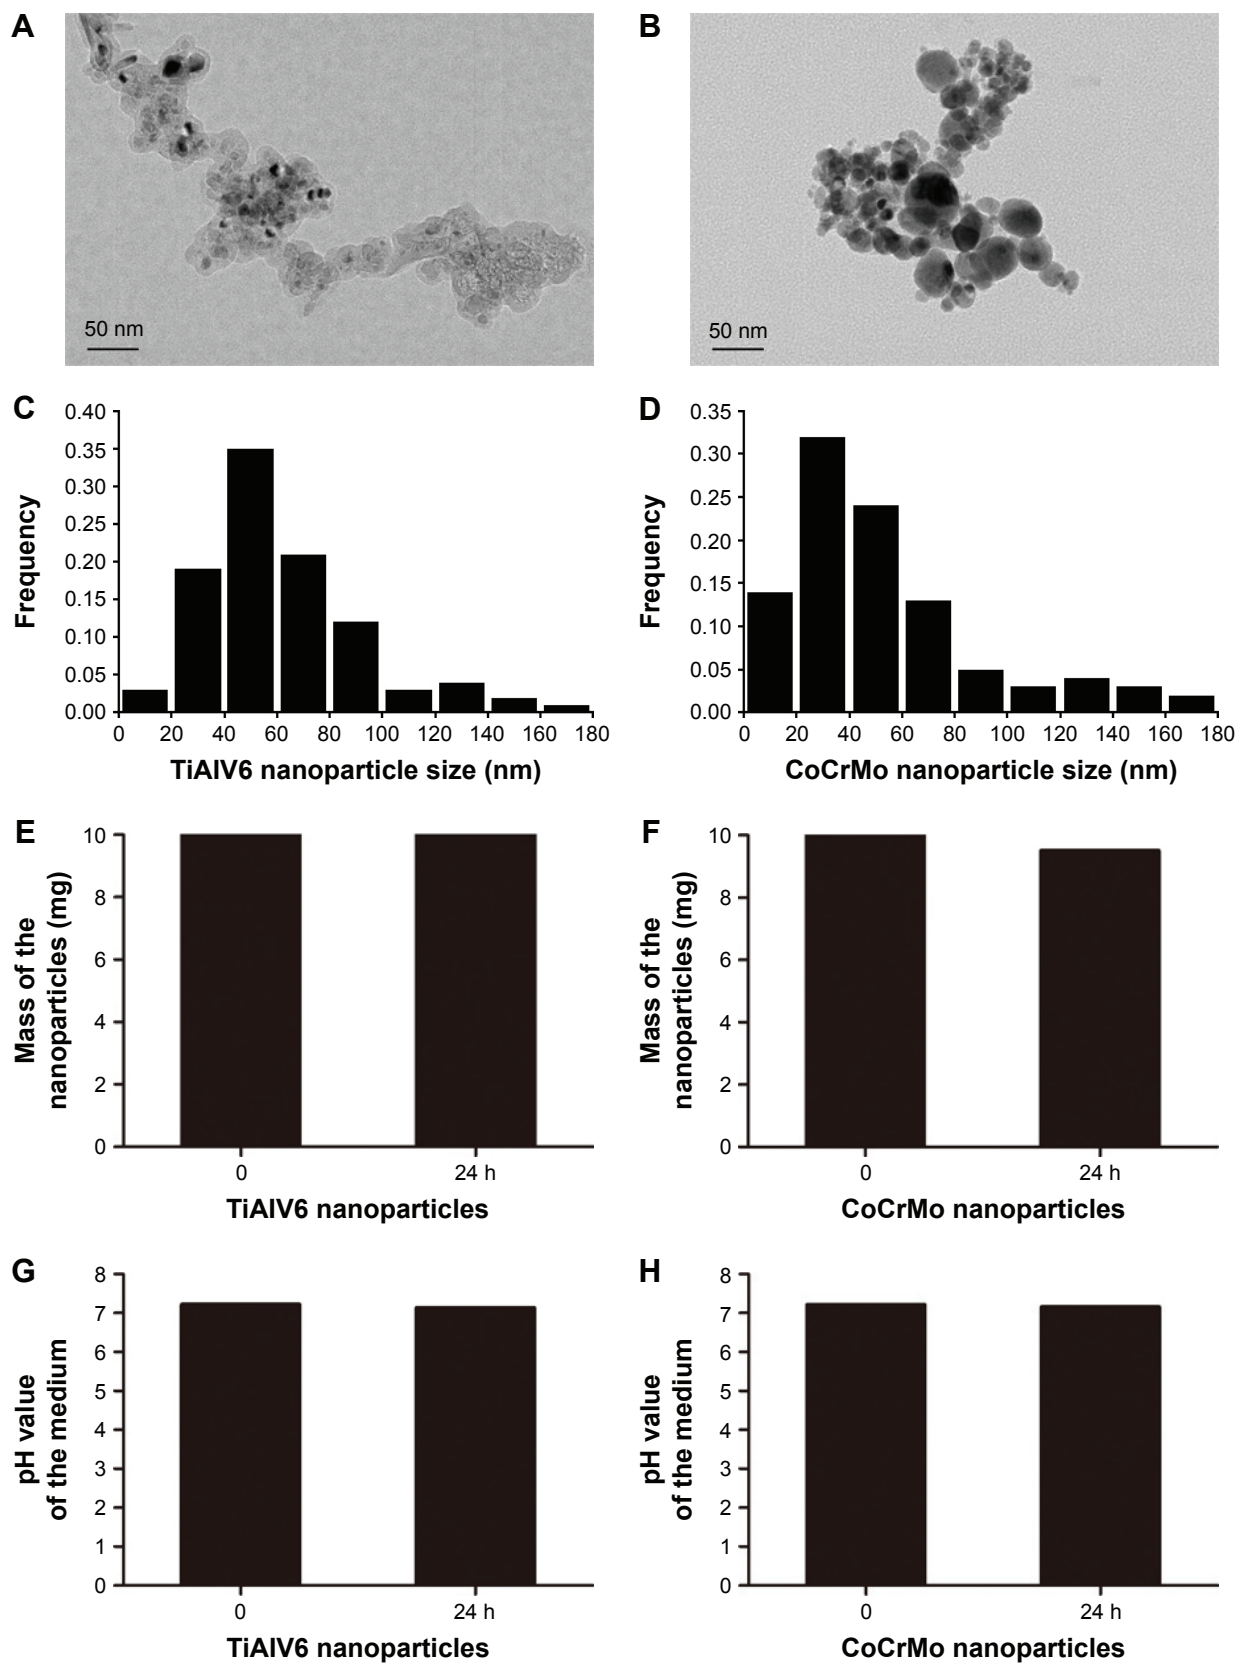 A
B
50 nm
50 nm
C
D
Frequency
0.40
0.35
0.30
0.25
0.20
0.15
0.10
0.05
0.00
0 20 40 60 80 100 120 140 160 180
TiAlV6 nanoparticle size (nm)
Frequency
0.35
0.30
0.25
0.20
0.15
0.10
0.05
0.00
0 20 40 60 80 100 120 140 160 180
CoCrMo nanoparticle size (nm)
E
F
Mass of the
nanoparticles (mg)
10
8
6
4
2
0
0 24 h
TiAlV6 nanoparticles
Mass of the
nanoparticles (mg)
10
8
6
4
2
0
0 24 h
CoCrMo nanoparticles
G
H
pH value
of the medium
8
7
6
5
4
3
2
1
0
0 24 h
TiAlV6 nanoparticles
pH value
of the medium
8
7
6
5
4
3
2
1
0
0 24 h
CoCrMo nanoparticles